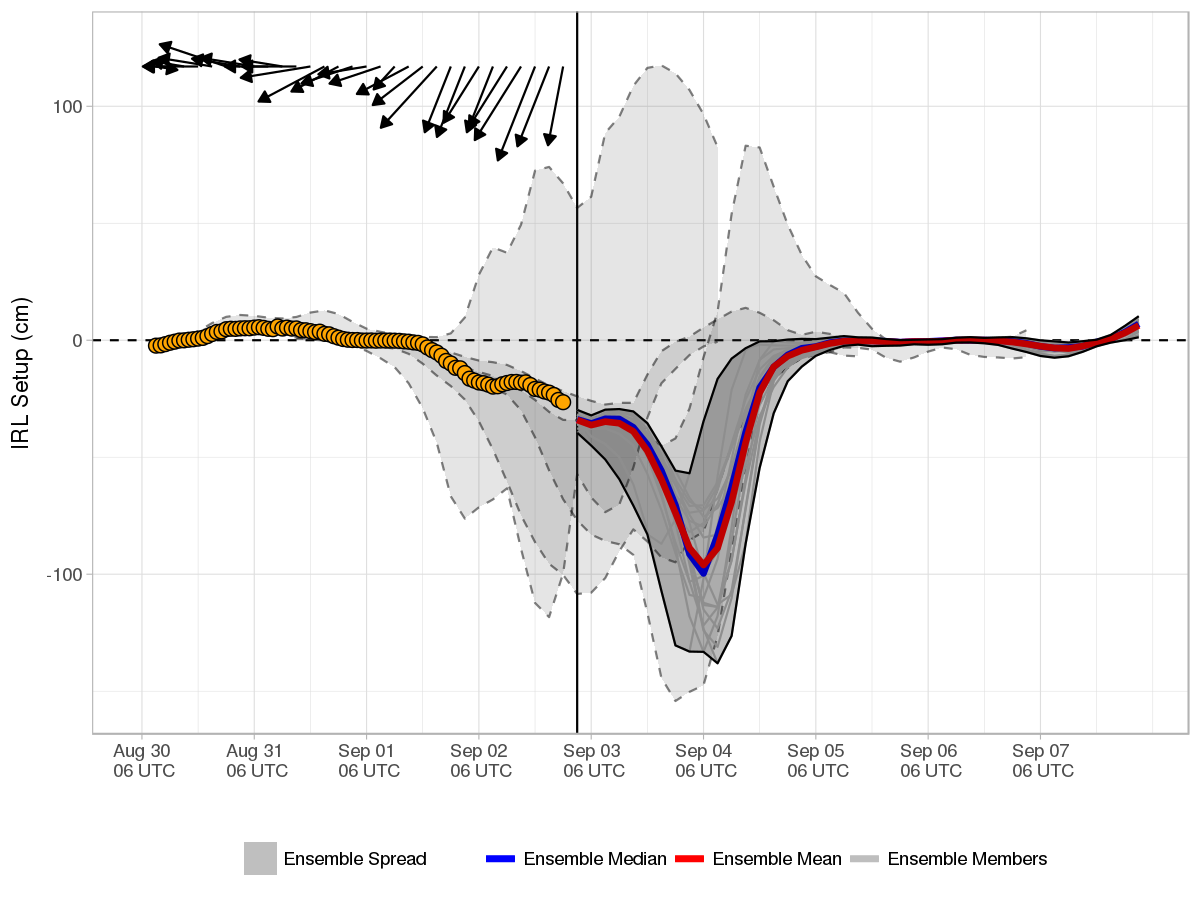 IRL Setup (cm)
100
0
-100
Aug 30 Aug 31 Sep 01 Sep 02 Sep 03 Sep 04 Sep 05 Sep 06 Sep 07
06 UTC 06 UTC 06 UTC 06 UTC 06 UTC 06 UTC 06 UTC 06 UTC 06 UTC
Ensemble Spread Ensemble Median Ensemble Mean Ensemble Members